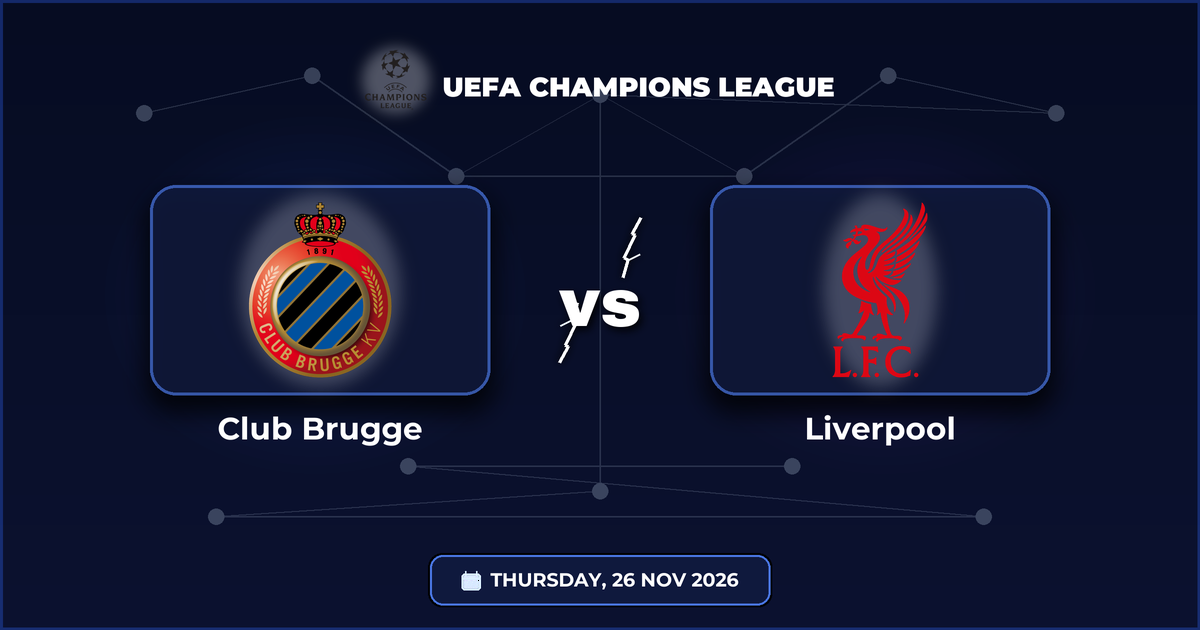 UEFA CHAMPIONS LEAGUE
CHAMPIONS
LEAGUE
1891
CLUB BRUGGE KV
VS
L.F.C.
Club Brugge
Liverpool
THURSDAY, 26 NOV 2026